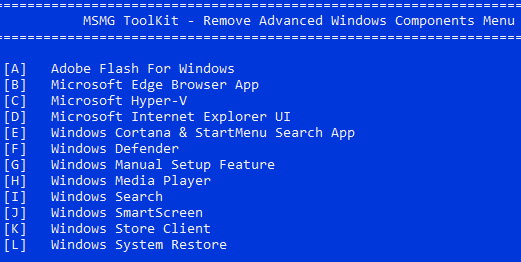 ===============================================================
MSMG ToolKit - Remove Advanced Windows Components Menu
===============================================================
[A] Adobe Flash For Windows
[B] Microsoft Edge Browser App
[C] Microsoft Hyper-V
[D] Microsoft Internet Explorer UI
[E] Windows Cortana & StartMenu Search App
[F] Windows Defender
[G] Windows Manual Setup Feature
[H] Windows Media Player
[I] Windows Search
[J] Windows SmartScreen
[K] Windows Store Client
[L] Windows System Restore